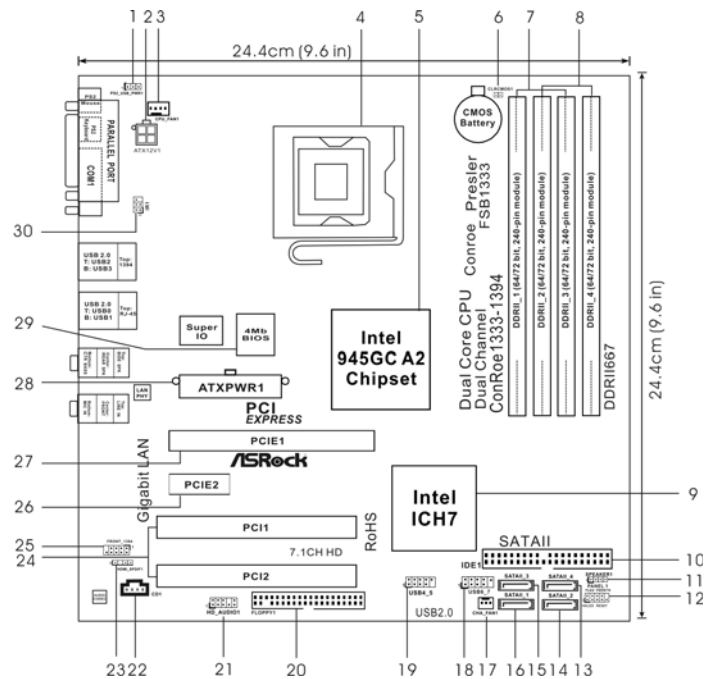 1 2 3 4 5 6 7 8
24.4cm (9.6 in)
PS2_USB_PWR1
CLRCMOS1
PS2
Mouse
CPU_FAN1
CMOS
Battery
PS2
Keyboard
PARALLEL PORT
ATX12V1
COM1
30
USB 2.0
T: USB2
B: USB3
Top:
1394
USB 2.0
T: USB0
B: USB1
Top:
RJ-45
Dual Core CPU
Dual Channel
Conroe Presler
FSB1333
ConRoe1333-1394
DDRII_1 (64/72 bit, 240-pin module)
DDRII_2 (64/72 bit, 240-pin module)
DDRII_3 (64/72 bit, 240-pin module)
DDRII_4 (64/72 bit, 240-pin module)
DDRII667
24.4cm (9.6 in)
29
Super
IO
4Mb
BIOS
Intel
945GC A2
Chipset
28
ATXPWR1
LAN
PHY
PCI
EXPRESS
27
PCIE1
ASRock
Gigabit LAN
26
PCIE2
Intel
ICH7
9
PCI1
RoHS
SATAII
25
24
FRONT_1394
7.1CH HD
IDE1
10
HDMI_SPDIF1
PCI2
SATAII_3
SATAII_4
SPEAKER1
11
PANEL 1
12
CD1
HD_AUDIO1
FLOPPY1
USB4_5
USB2.0
USB6_7
CHA_FAN1
SATAII_1
SATAII_2
23 22 21 20 19 18 17 16 15 14 13